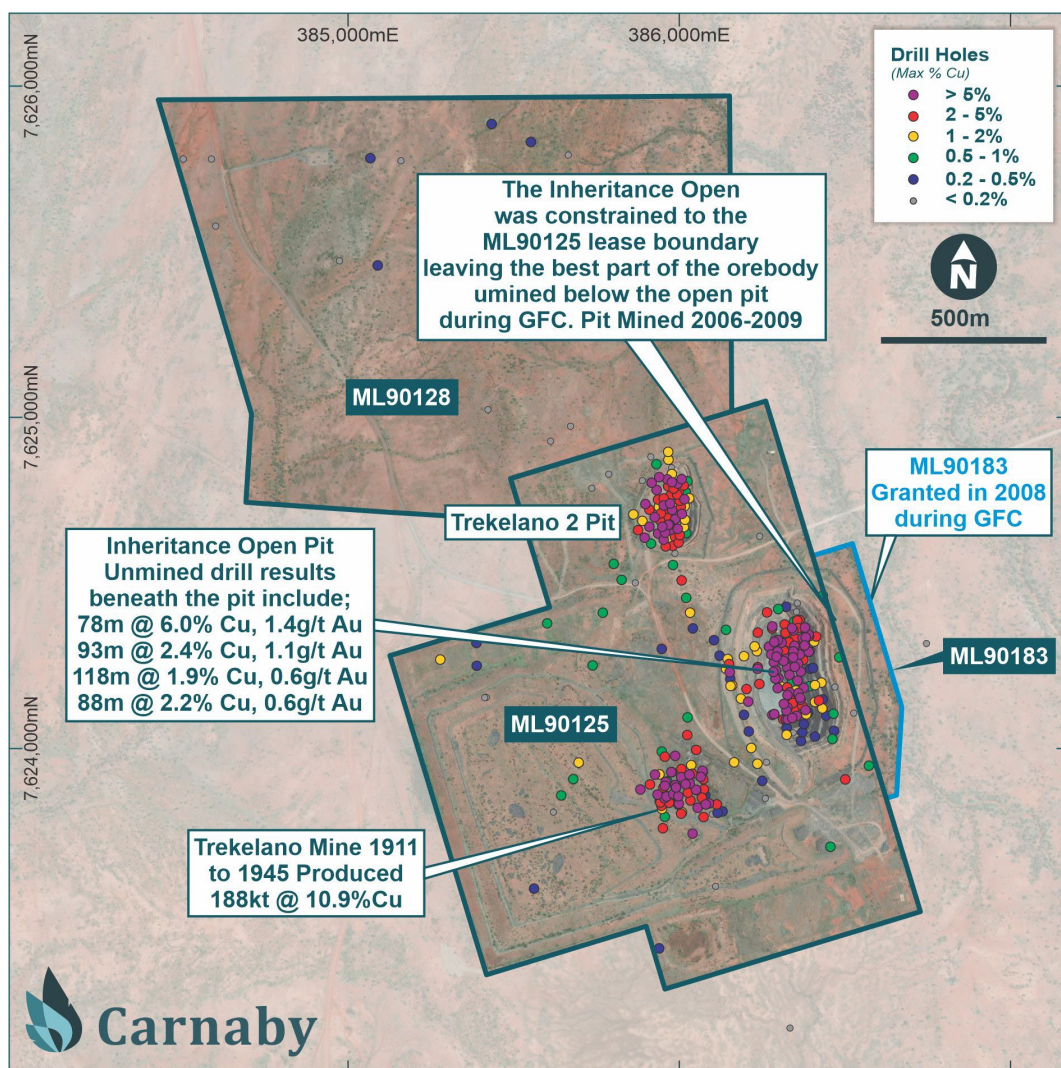 385,000mE
386,000mE
7,626,000mN
7,625,000mN
7,624,000mN
Drill Holes
(Max % Cu)
> 5%
2 - 5%
1 - 2%
0.5 - 1%
0.2 - 0.5%
< 0.2%
N
500m
The Inheritance Open
was constrained to the
ML90125 lease boundary
leaving the best part of the orebody
umined below the open pit
during GFC. Pit Mined 2006-2009
ML90128
ML90183
Granted in 2008
during GFC
Trekelano 2 Pit
Inheritance Open Pit
Unmined drill results
beneath the pit include;
78m @ 6.0% Cu, 1.4g/t Au
93m @ 2.4% Cu, 1.1g/t Au
118m @ 1.9% Cu, 0.6g/t Au
88m @ 2.2% Cu, 0.6g/t Au
ML90183
ML90125
Trekelano Mine 1911
to 1945 Produced
188kt @ 10.9%Cu
Carnaby